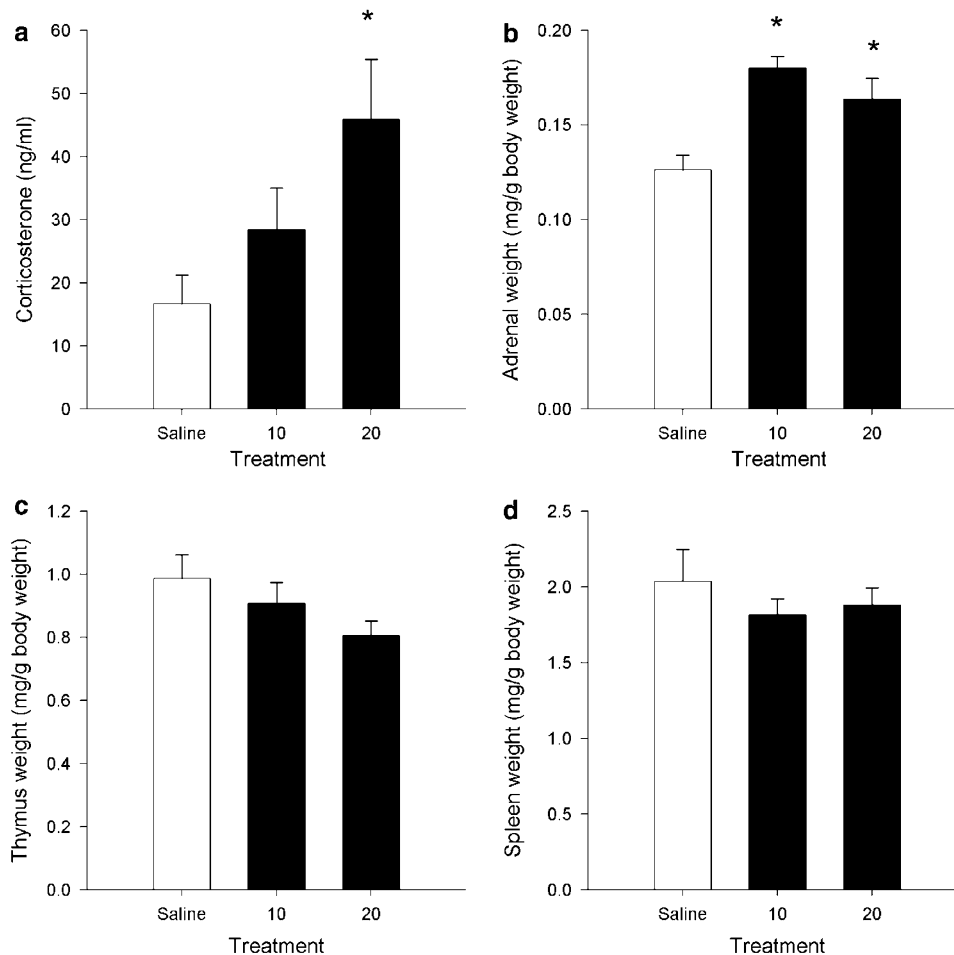 a
*
60
50
40
30
20
10
0
Corticosterone (ng/ml)
Saline 10 20
Treatment
b
*
*
0.20
0.15
0.10
0.05
0.00
Adrenal weight (mg/g body weight)
Saline 10 20
Treatment
c
1.2
1.0
0.8
0.6
0.4
0.2
0.0
Thymus weight (mg/g body weight)
Saline 10 20
Treatment
d
2.5
2.0
1.5
1.0
0.5
0.0
Spleen weight (mg/g body weight)
Saline 10 20
Treatment